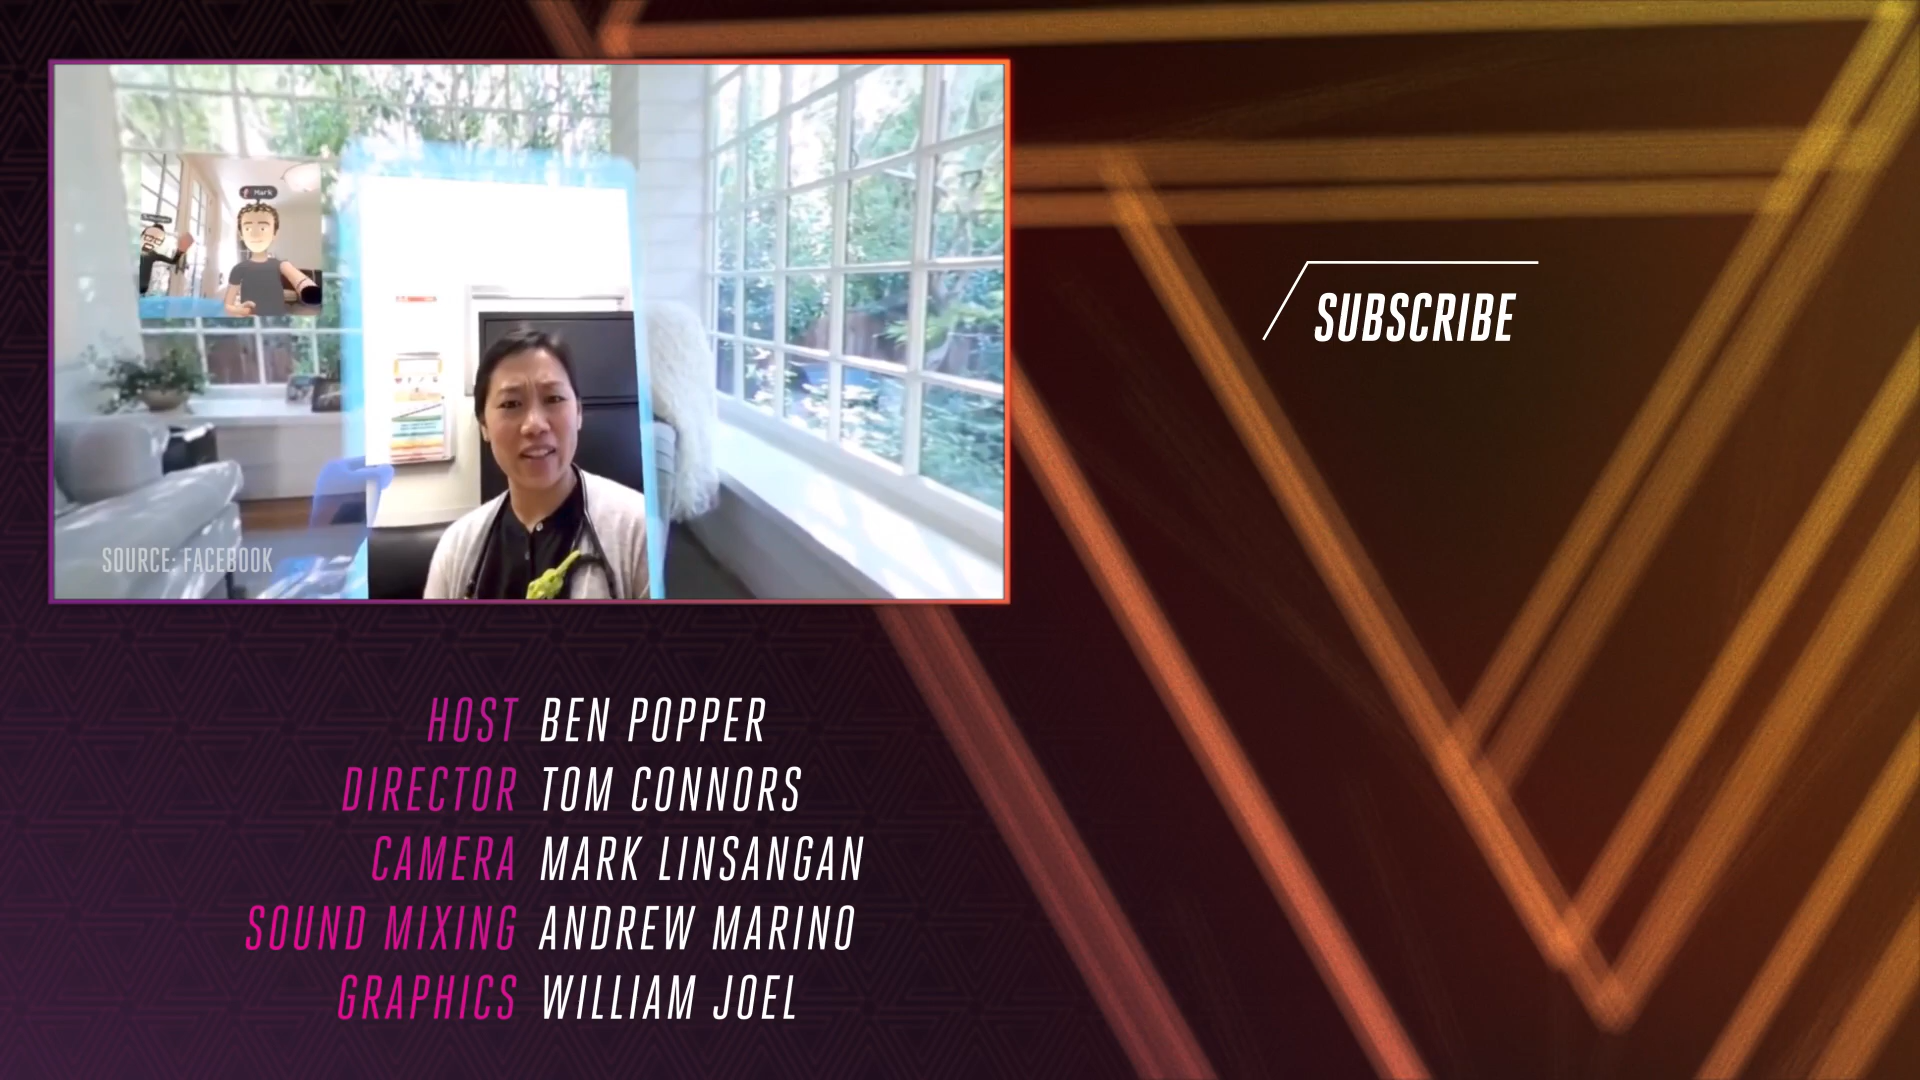 Mark
SOURCE: FACEBOOK
SUBSCRIBE
HOST BEN POPPER
DIRECTOR TOM CONNORS
CAMERA MARK LINSANGAN
SOUND MIXING ANDREW MARINO
GRAPHICS WILLIAM JOEL